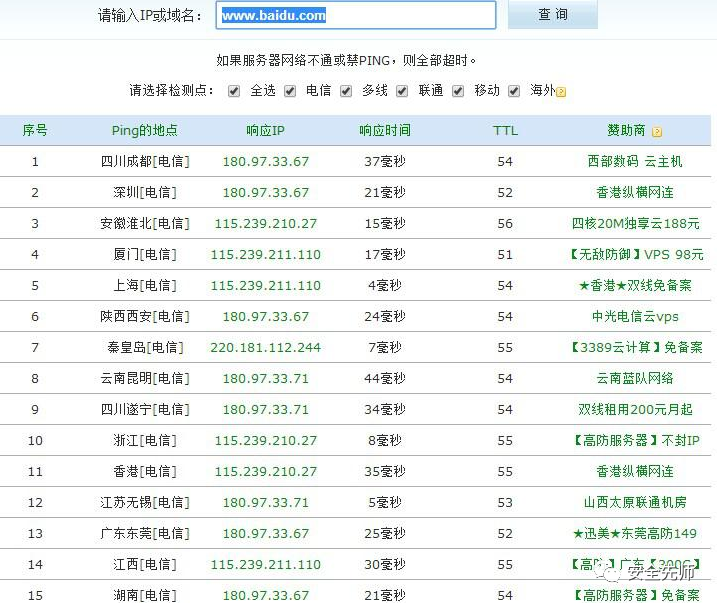 请输入IP或域名： www.baidu.com 查 询
如果服务器网络不通或禁PING，则全部超时。
请选择检测点： 全选 电信 多线 联通 移动 海外
序号 Ping的地点 响应IP 响应时间 TTL 赞助商
1 四川成都[电信] 180.97.33.67 37毫秒 54 西部数码 云主机
2 深圳[电信] 180.97.33.67 21毫秒 52 香港纵横网连
3 安徽淮北[电信] 115.239.210.27 15毫秒 56 四核20M独享云188元
4 厦门[电信] 115.239.211.110 17毫秒 51 【无敌防御】VPS 98元
5 上海[电信] 115.239.211.110 4毫秒 54 ★香港★双线免备案
6 陕西西安[电信] 180.97.33.67 24毫秒 54 中光电信云vps
7 秦皇岛[电信] 220.181.112.244 7毫秒 55 【3389云计算】免备案
8 云南昆明[电信] 180.97.33.71 44毫秒 54 云南蓝队网络
9 四川遂宁[电信] 180.97.33.71 34毫秒 54 双线租用200元月起
10 浙江[电信] 115.239.210.27 8毫秒 55 【高防服务器】不封IP
11 香港[电信] 115.239.210.27 35毫秒 55 香港纵横网连
12 江苏无锡[电信] 180.97.33.71 5毫秒 53 山西太原联通机房
13 广东东莞[电信] 180.97.33.67 25毫秒 52 ★迅美★东莞高防149
14 江西[电信] 115.239.211.110 30毫秒 55 【高防】广东【300G】
安全先师
15 湖南[电信] 180.97.33.67 21毫秒 54 【高防服务器】免备案